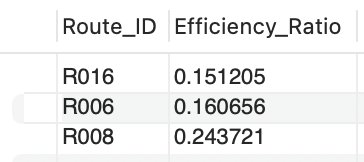 Route_ID Efficiency_Ratio
R016 0.151205
R006 0.160656
R008 0.243721